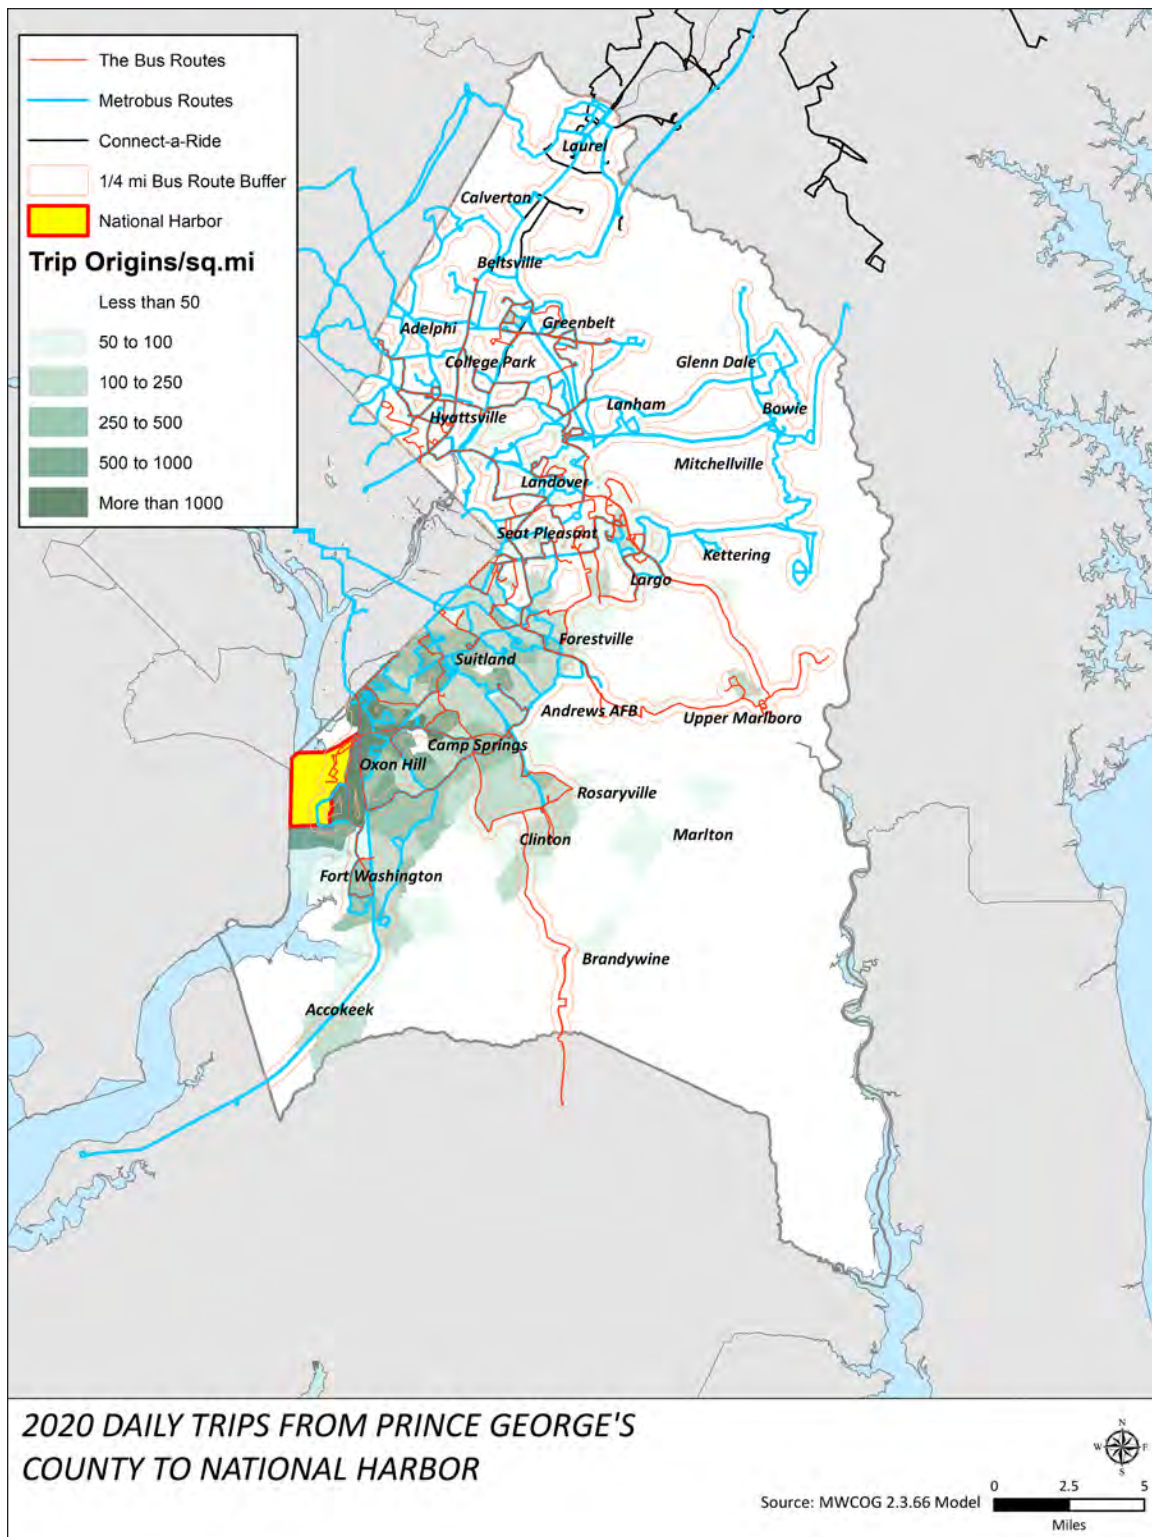 The Bus Routes
Metrobus Routes
Connect-a-Ride
1/4 mi Bus Route Buffer
National Harbor
Trip Origins/sq.mi
Less than 50
50 to 100
100 to 250
250 to 500
500 to 1000
More than 1000
Laurel
Calverton
Beltsville
Adelphi
Greenbelt
College Park
Glenn Dale
Lanham
Bowie
Hyattsville
Mitchellville
Landover
Seat Pleasant
Kettering
Largo
Forestville
Suitland
Andrews AFB
Upper Marlboro
Camp Springs
Oxon Hill
Rosaryville
Marlton
Clinton
Fort Washington
Brandywine
Accokeek
2020 DAILY TRIPS FROM PRINCE GEORGE'S
COUNTY TO NATIONAL HARBOR
N
W E
S
Source: MWCOG 2.3.66 Model
0 2.5 5
Miles